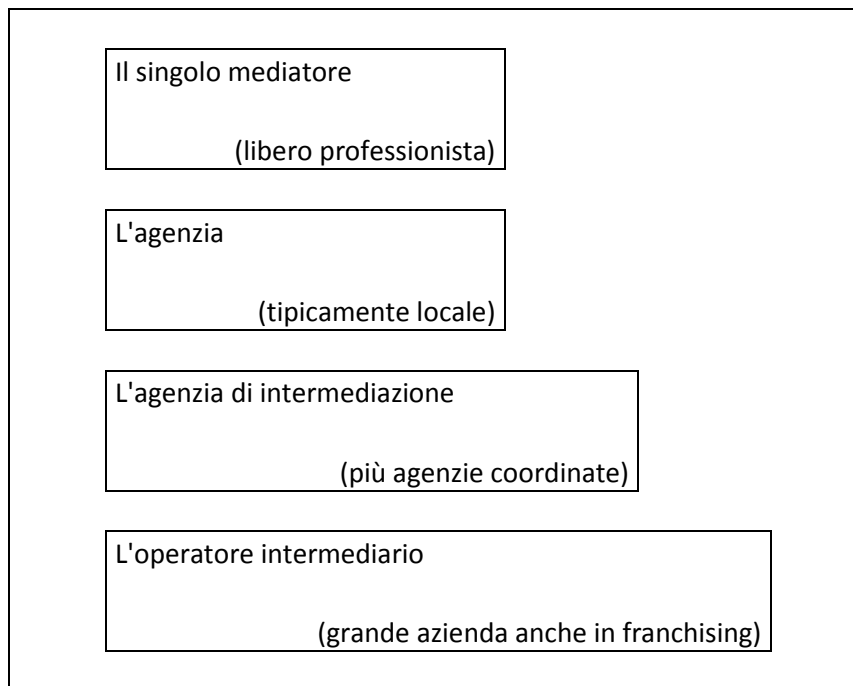 Il singolo mediatore
(libero professionista)
L'agenzia
(tipicamente locale)
L'agenzia di intermediazione
(più agenzie coordinate)
L'operatore intermediario
(grande azienda anche in franchising)